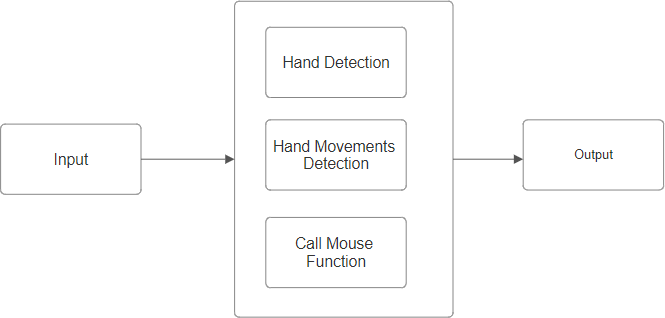 Input
Hand Detection
Hand Movements
Detection
Call Mouse
Function
Output